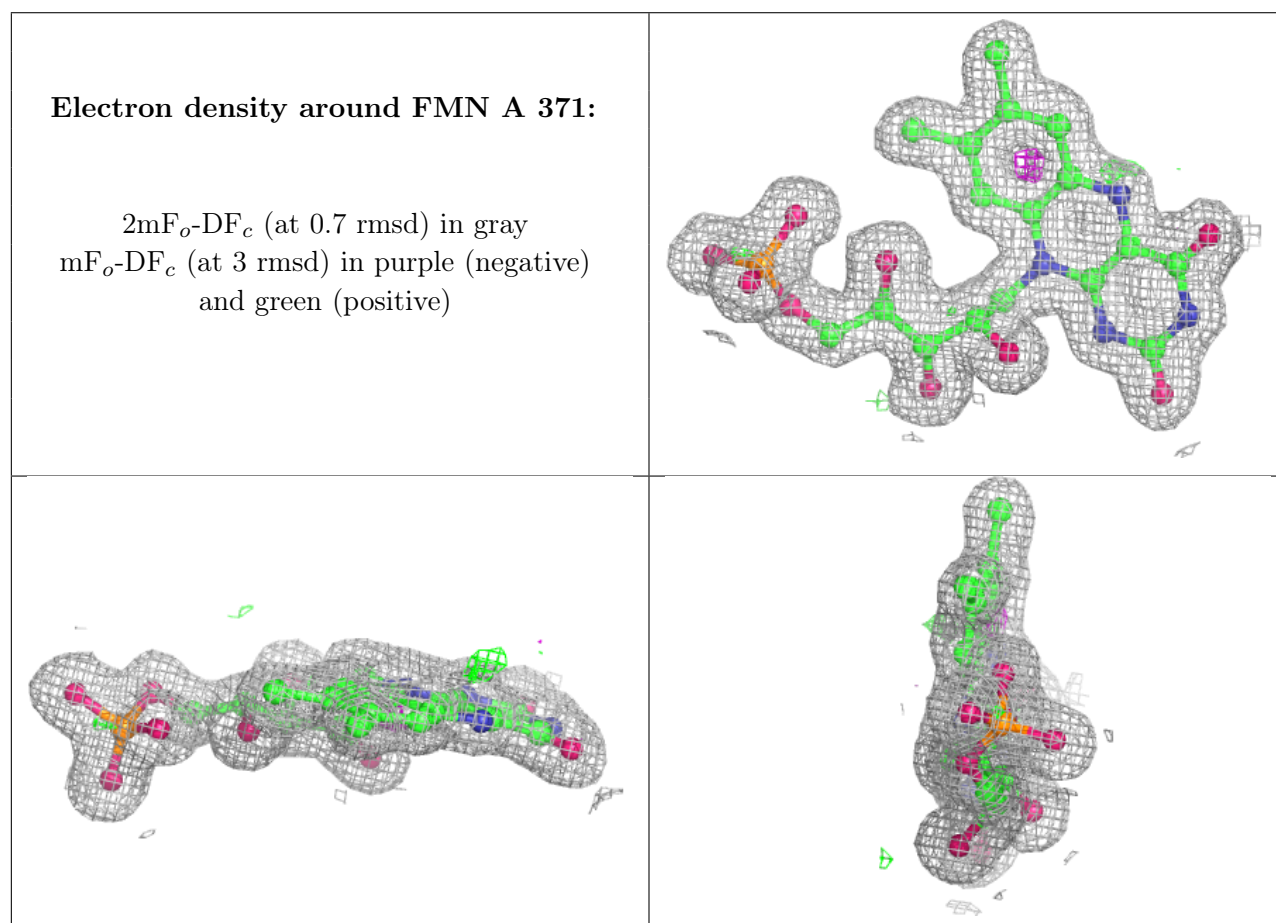 Electron density around FMN A 371:
2mFo-DFc (at 0.7 rmsd) in gray
mFo-DFc (at 3 rmsd) in purple (negative)
and green (positive)